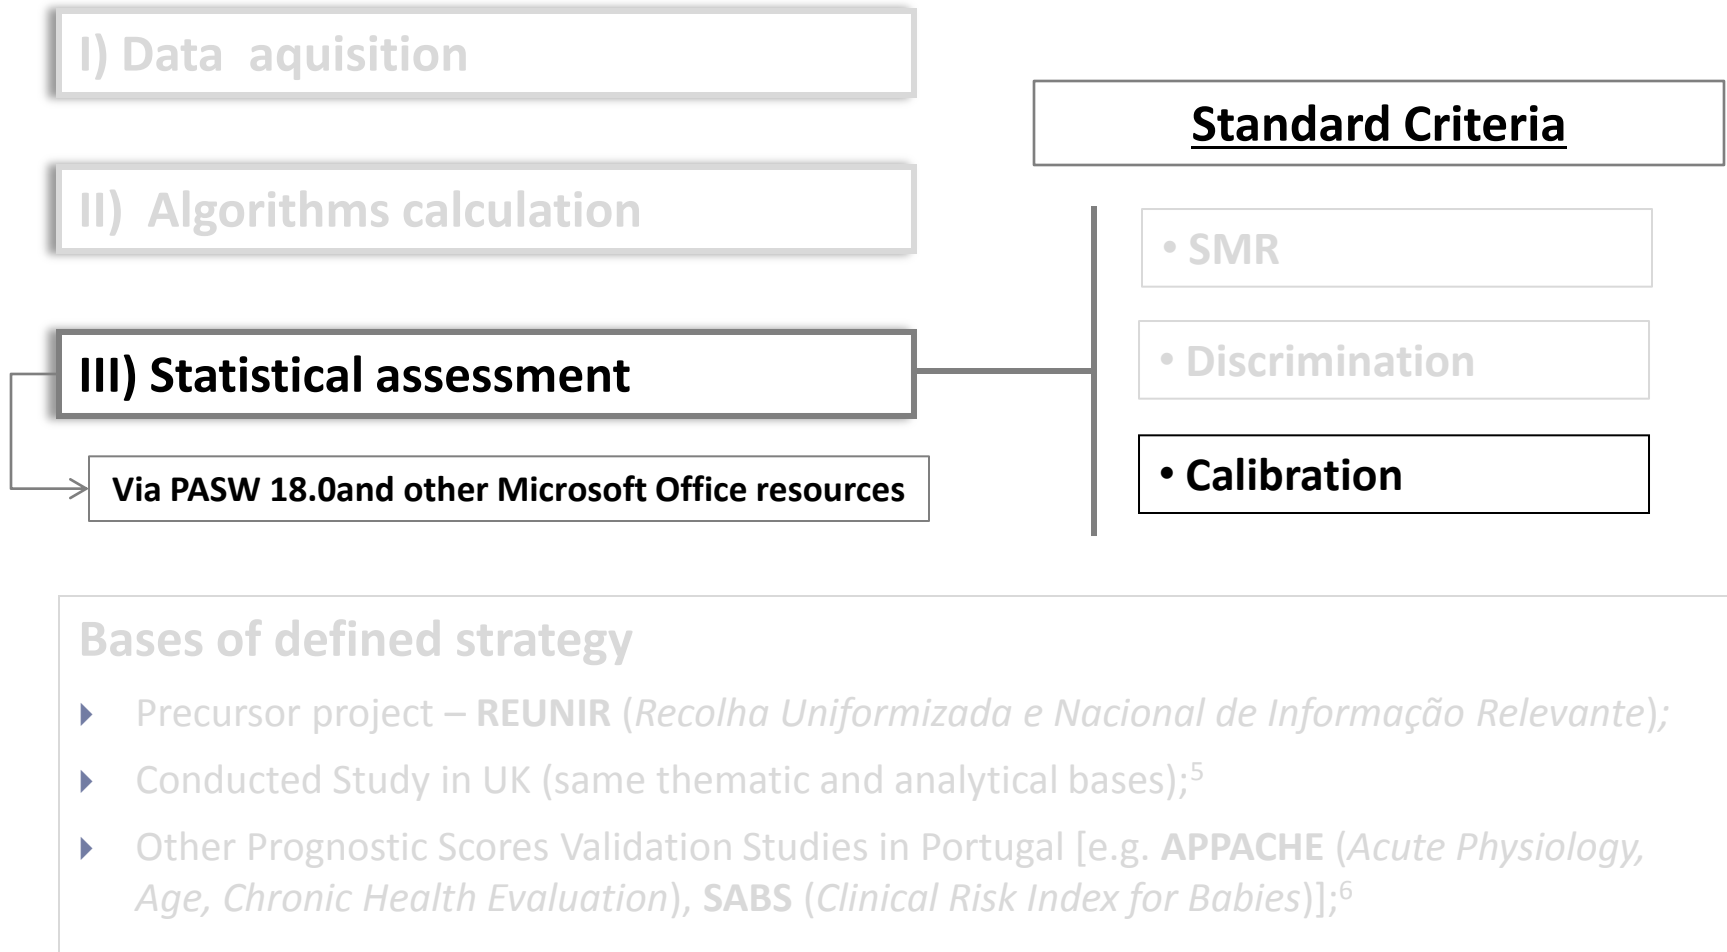 I) Data  aquisition
II)  Algorithms calculation
III) Statistical assessment
Via PASW 18.0and other Microsoft Office resources
Standard Criteria
• SMR
• Discrimination
• Calibration
Bases of defined strategy
Precursor project – REUNIR (Recolha Uniformizada e Nacional de Informação Relevante);
Conducted Study in UK (same thematic and analytical bases);5
Other Prognostic Scores Validation Studies in Portugal [e.g. APPACHE (Acute Physiology,
Age, Chronic Health Evaluation), SABS (Clinical Risk Index for Babies)];6